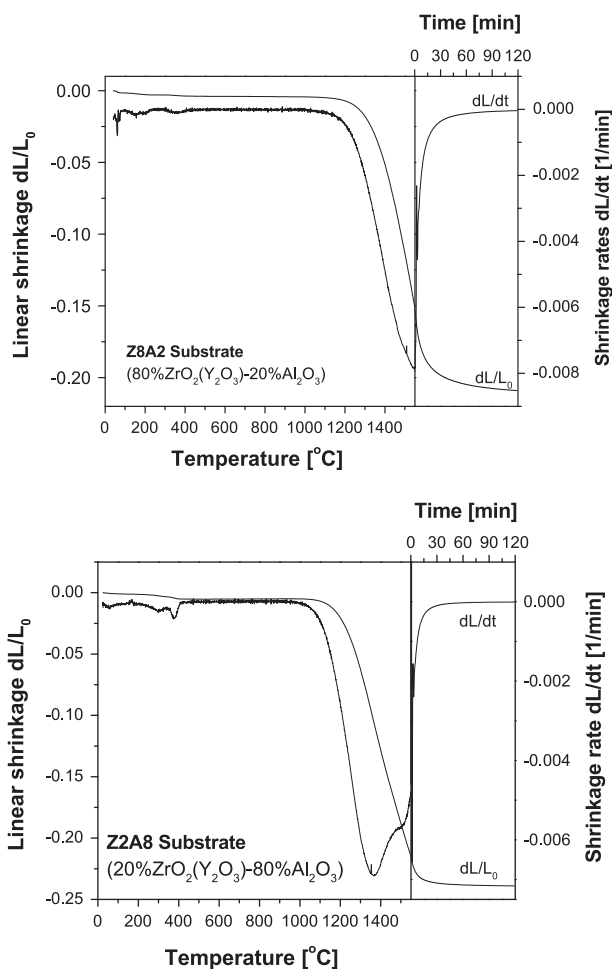 Time [min]
0 30 60 90 120
0.00
-0.05
-0.10
-0.15
-0.20
Linear shrinkage dL/L0
dL/dt
dL/L0
0.000
-0.002
-0.004
-0.006
-0.008
Shrinkage rates dL/dt [1/min]
Z8A2 Substrate
(80%ZrO2(Y2O3)-20%Al2O3)
0 200 400 600 800 1000 1200 1400
Temperature [oC]
Time [min]
0 30 60 90 120
0.00
-0.05
-0.10
-0.15
-0.20
-0.25
Linear shrinkage dL/L0
dL/dt
dL/L0
0.000
-0.002
-0.004
-0.006
Shrinkage rate dL/dt [1/min]
Z2A8 Substrate
(20%ZrO2(Y2O3)-80%Al2O3)
0 200 400 600 800 1000 1200 1400
Temperature [oC]